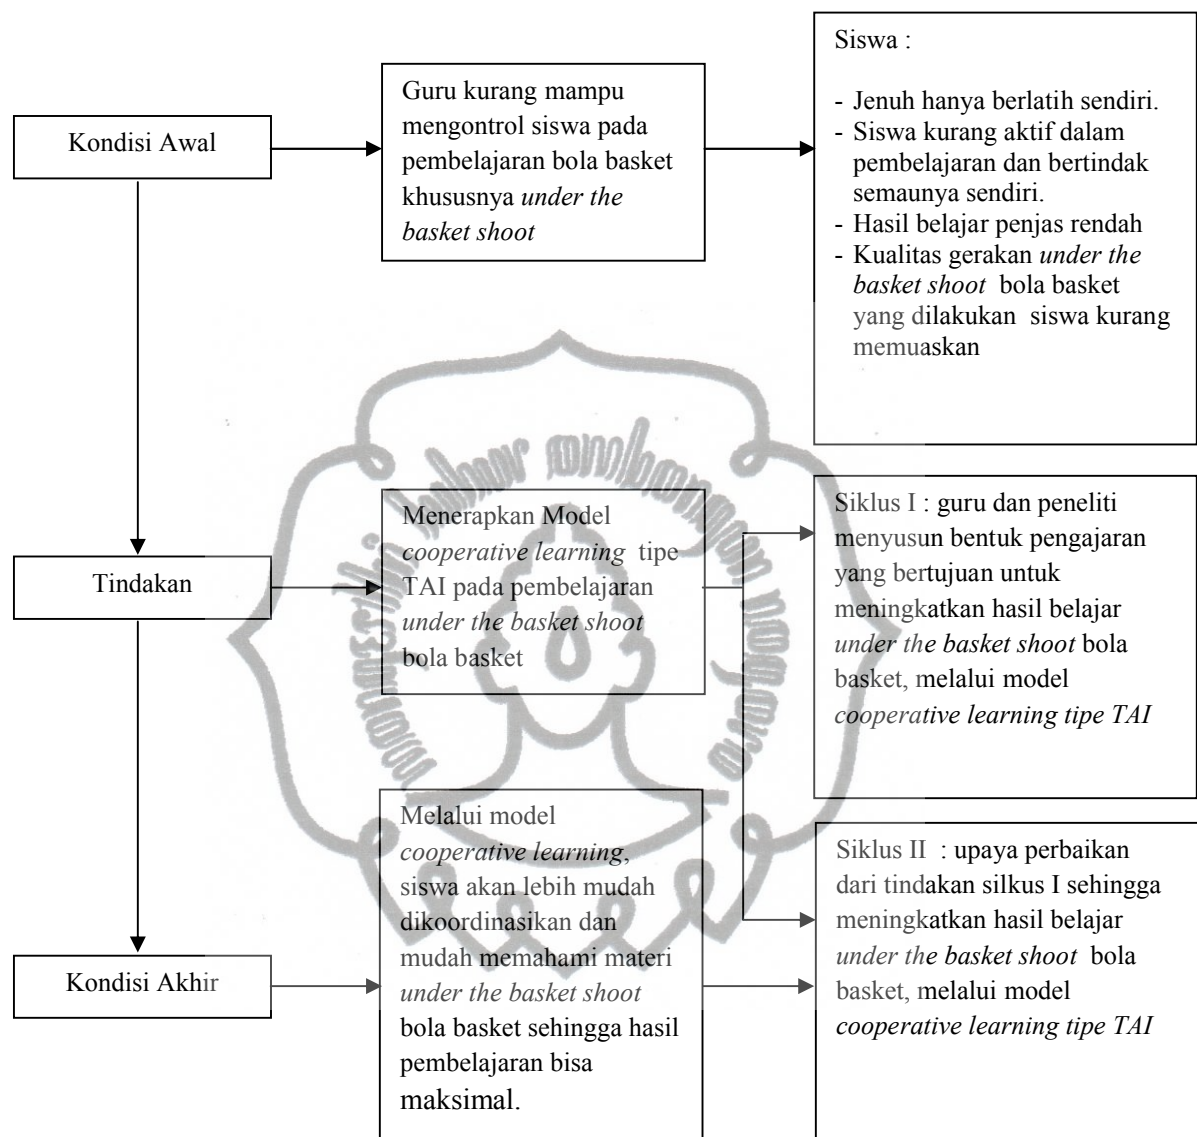 Kondisi Awal
Guru kurang mampu
mengontrol siswa pada
pembelajaran bola basket
khususnya under the
basket shoot
Siswa :
- Jenuh hanya berlatih sendiri.
- Siswa kurang aktif dalam
pembelajaran dan bertindak
semaunya sendiri.
- Hasil belajar penjas rendah
- Kualitas gerakan under the
basket shoot bola basket
yang dilakukan siswa kurang
memuaskan
Tindakan
Menerapkan Model
cooperative learning tipe
TAI pada pembelajaran
under the basket shoot
bola basket
Siklus I : guru dan peneliti
menyusun bentuk pengajaran
yang bertujuan untuk
meningkatkan hasil belajar
under the basket shoot bola
basket, melalui model
cooperative learning tipe TAI
Kondisi Akhir
Melalui model
cooperative learning,
siswa akan lebih mudah
dikoordinasikan dan
mudah memahami materi
under the basket shoot
bola basket sehingga hasil
pembelajaran bisa
maksimal.
Siklus II : upaya perbaikan
dari tindakan silkus I sehingga
meningkatkan hasil belajar
under the basket shoot bola
basket, melalui model
cooperative learning tipe TAI